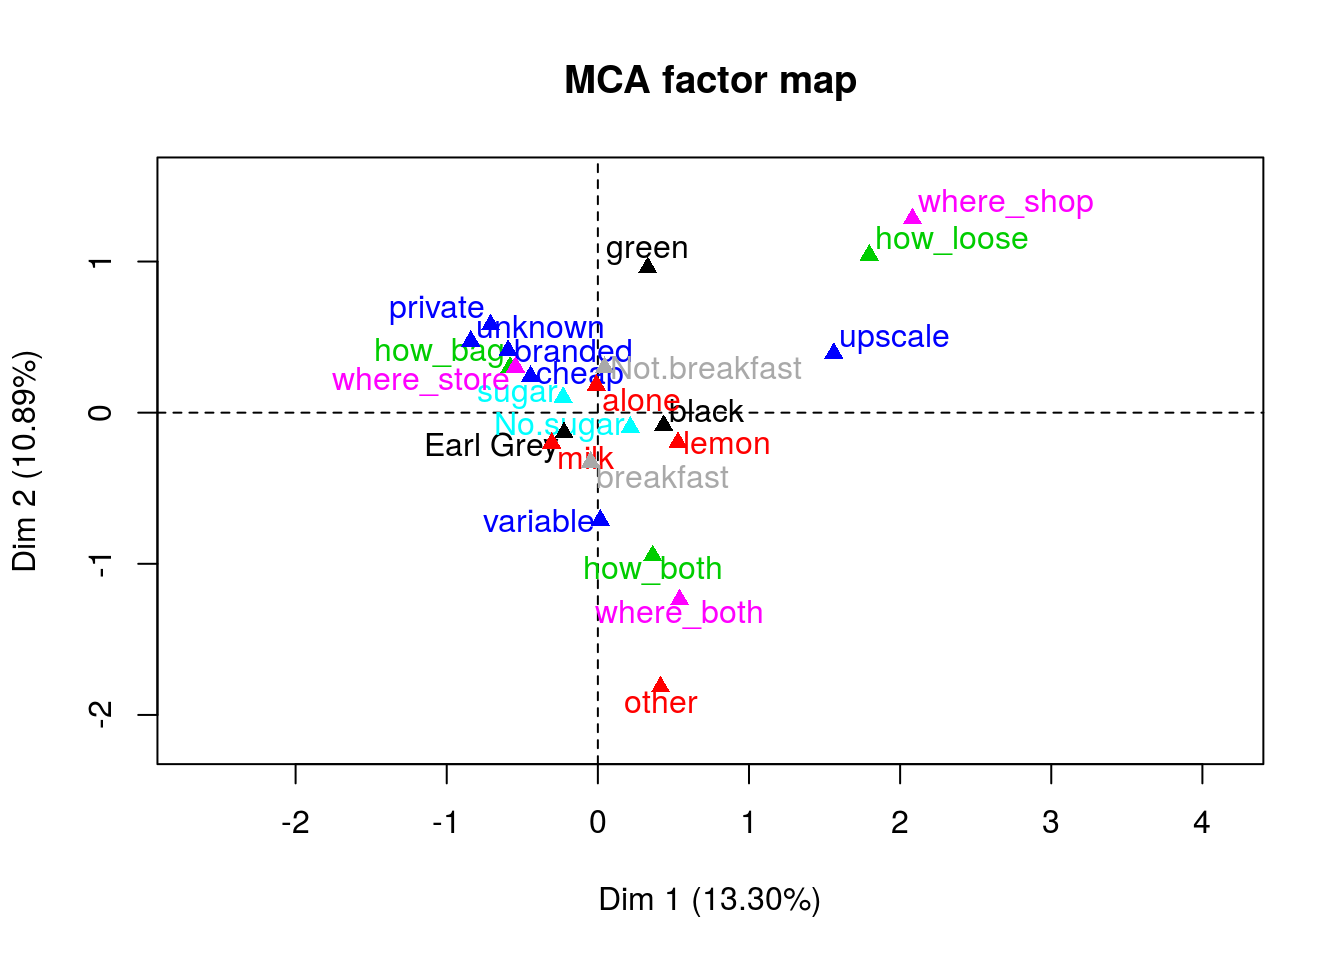 MCA factor map
where_shop
how_loose
green
private
unknown
upscale
how_bag
branded
Not.breakfast
where_store
cheap
sugar
alone
black
No.sugar
Earl Grey
lemon
milk
breakfast
variable
how_both
where_both
other
1
0
-1
-2
Dim 2 (10.89%)
-2 -1 0 1 2 3 4
Dim 1 (13.30%)